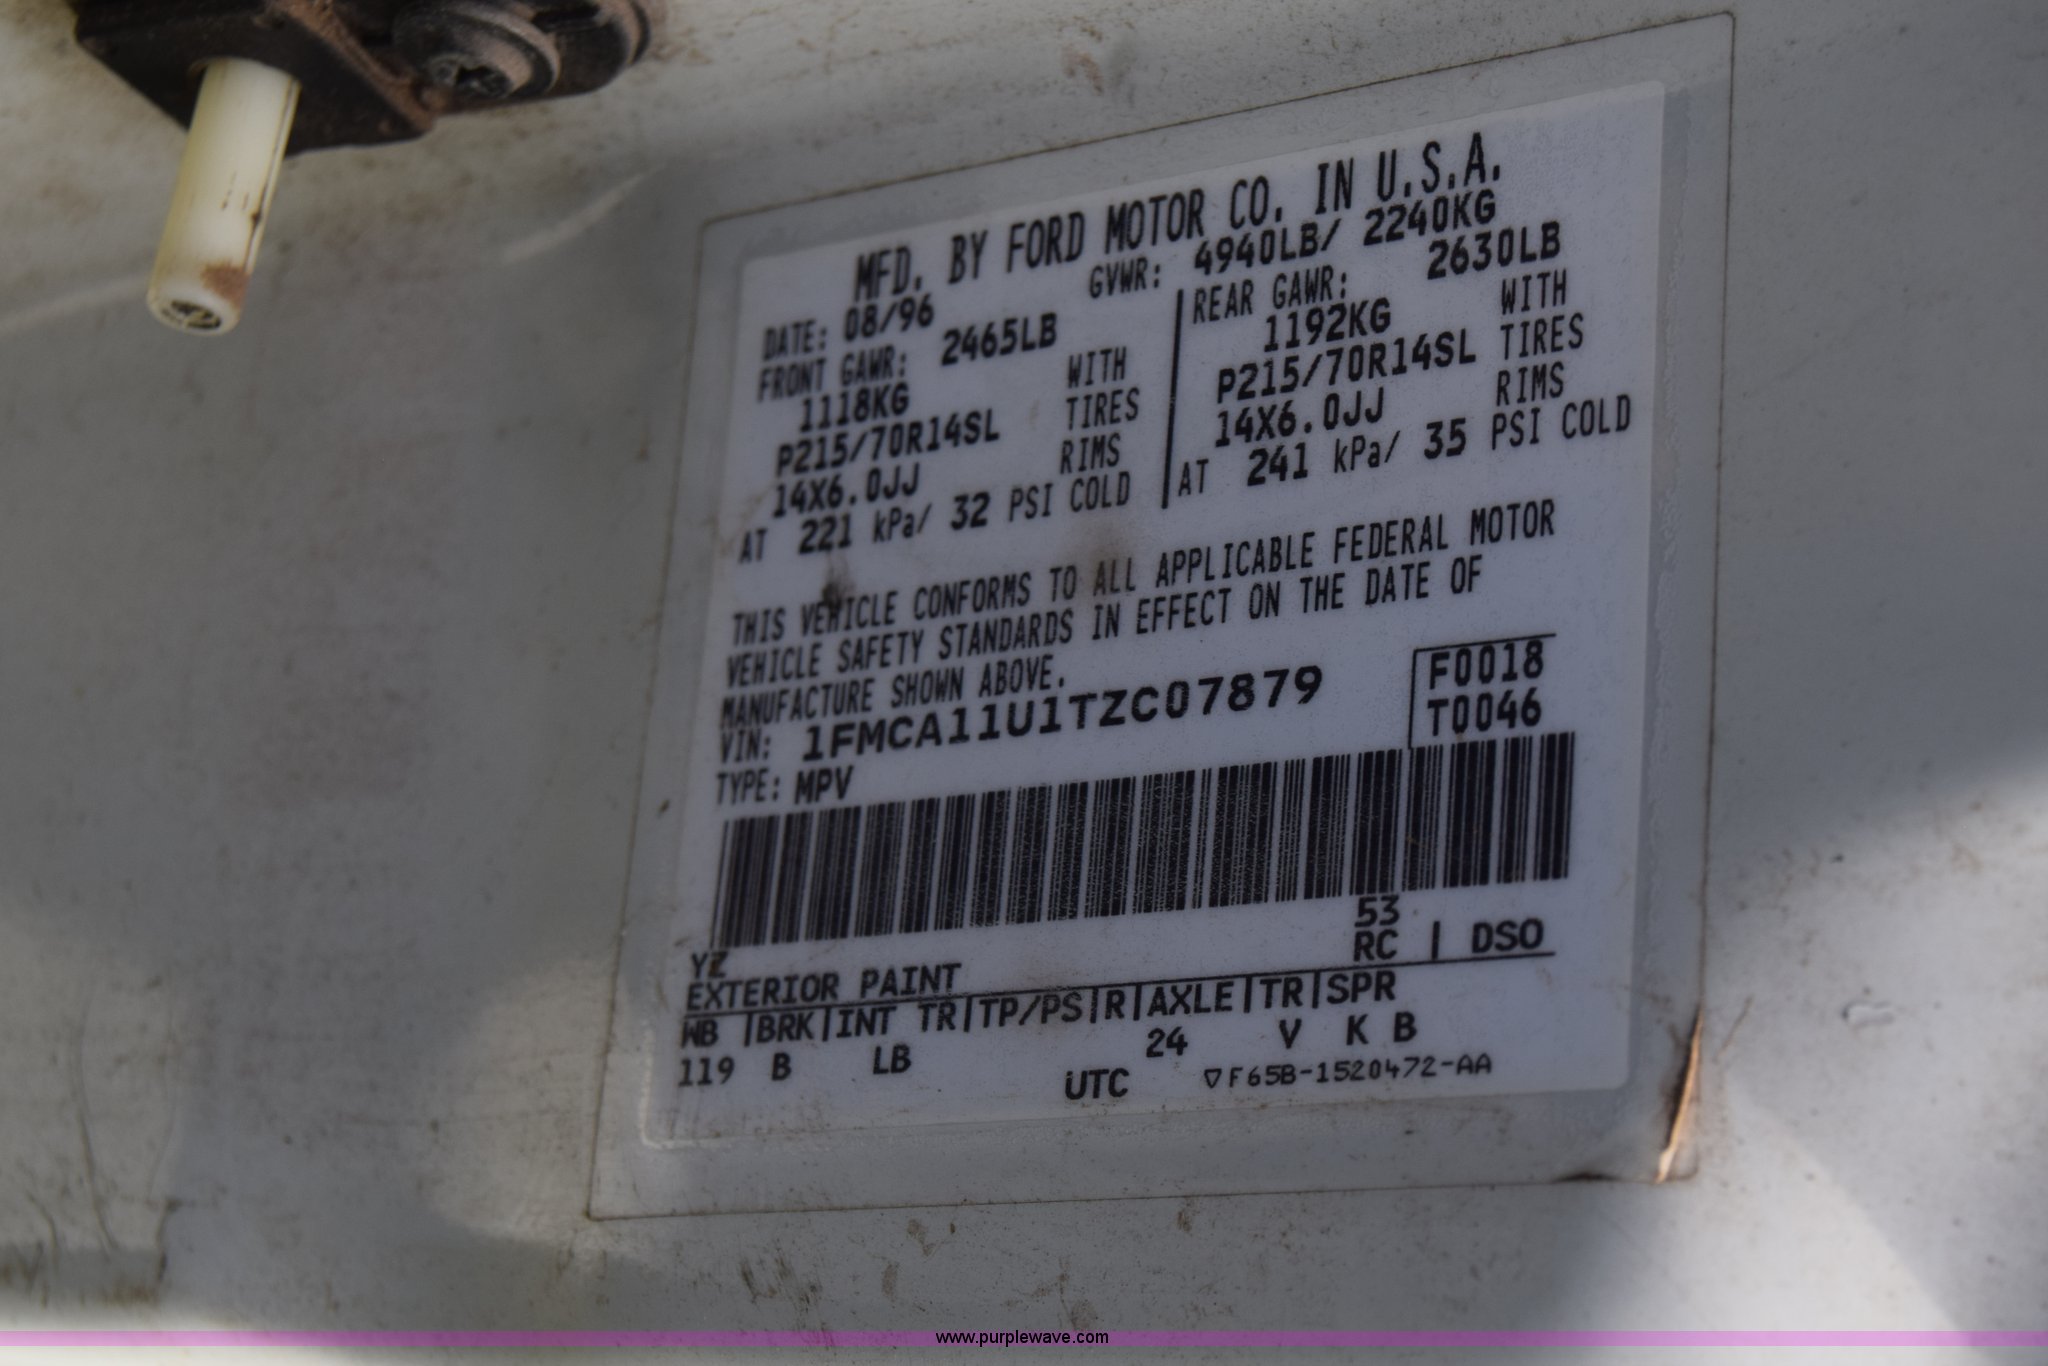 MFD. BY FORD MOTOR CO. IN U.S.A.
DATE: 08/96 GVWR: 4940LB/ 2240KG
FRONT GAWR: 2465LB REAR GAWR: 2630LB
1118KG WITH 1192KG WITH
P215/70R14SL TIRES P215/70R14SL TIRES
14X6.0JJ RIMS 14X6.0JJ RIMS
AT 221 kPa/ 32 PSI COLD AT 241 kPa/ 35 PSI COLD
THIS VEHICLE CONFORMS TO ALL APPLICABLE FEDERAL MOTOR
VEHICLE SAFETY STANDARDS IN EFFECT ON THE DATE OF
MANUFACTURE SHOWN ABOVE.
VIN: 1FMCA11U1TZC07879 F0018
TYPE: MPV T0046
YZ 53
EXTERIOR PAINT RC | DSO
WB |BRK|INT TR|TP/PS|R|AXLE|TR|SPR
119 B LB 24 V K B
UTC ▽F65B-1520472-AA
www.purplewave.com